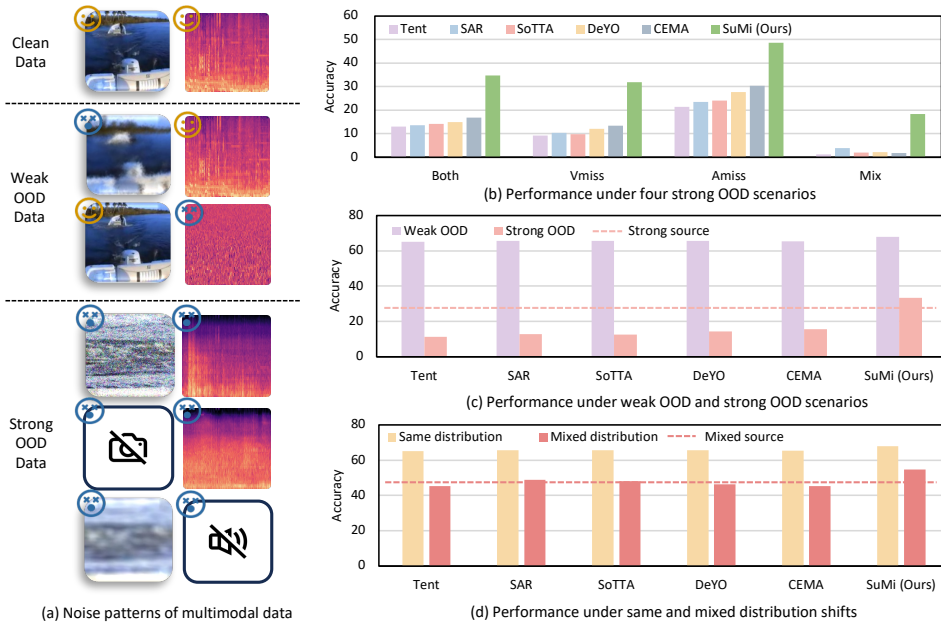 Clean
Data
Weak
OOD
Data
Strong
OOD
Data
(a) Noise patterns of multimodal data
60
50
40
30
20
10
0
Accuracy
Tent SAR SoTTA DeYO CEMA SuMi (Ours)
Both Vmiss Amiss Mix
(b) Performance under four strong OOD scenarios
80
60
40
20
0
Accuracy
Weak OOD Strong OOD Strong source
Tent SAR SoTTA DeYO CEMA SuMi (Ours)
(c) Performance under weak OOD and strong OOD scenarios
80
60
40
20
0
Accuracy
Same distribution Mixed distribution Mixed source
Tent SAR SoTTA DeYO CEMA SuMi (Ours)
(d) Performance under same and mixed distribution shifts